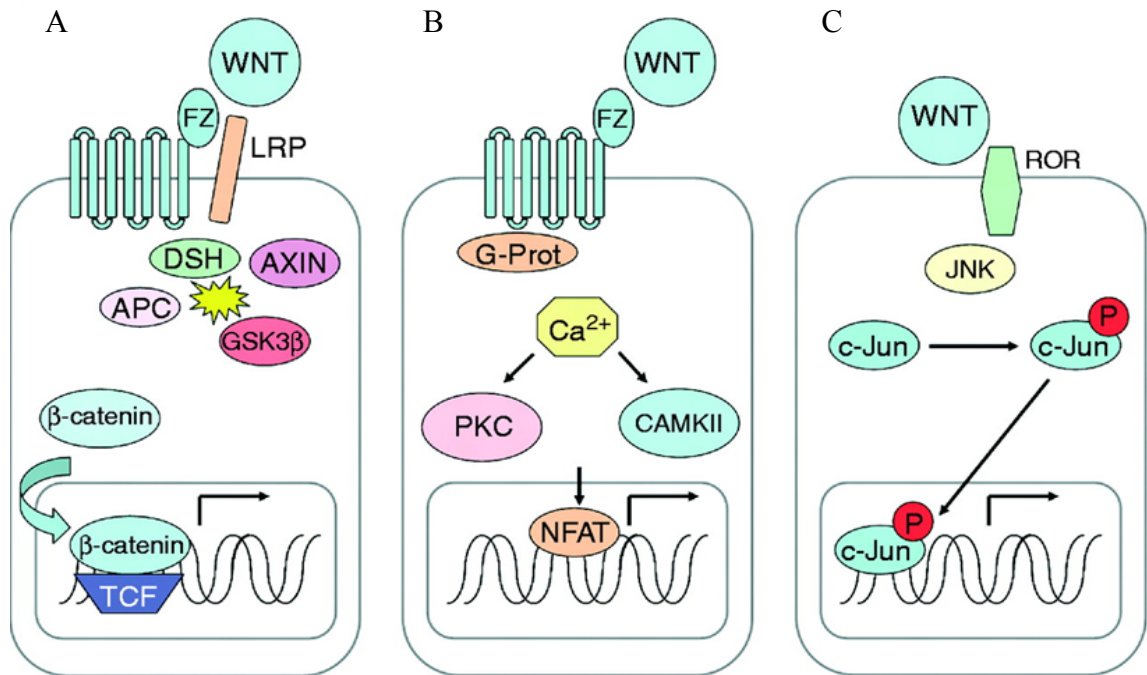 A
B
C
WNT
FZ
LRP
DSH
AXIN
APC
GSK3β
β-catenin
β-catenin
TCF
WNT
FZ
G-Prot
Ca²⁺
PKC
CAMKII
NFAT
WNT
ROR
JNK
c-Jun
P
c-Jun
P
c-Jun